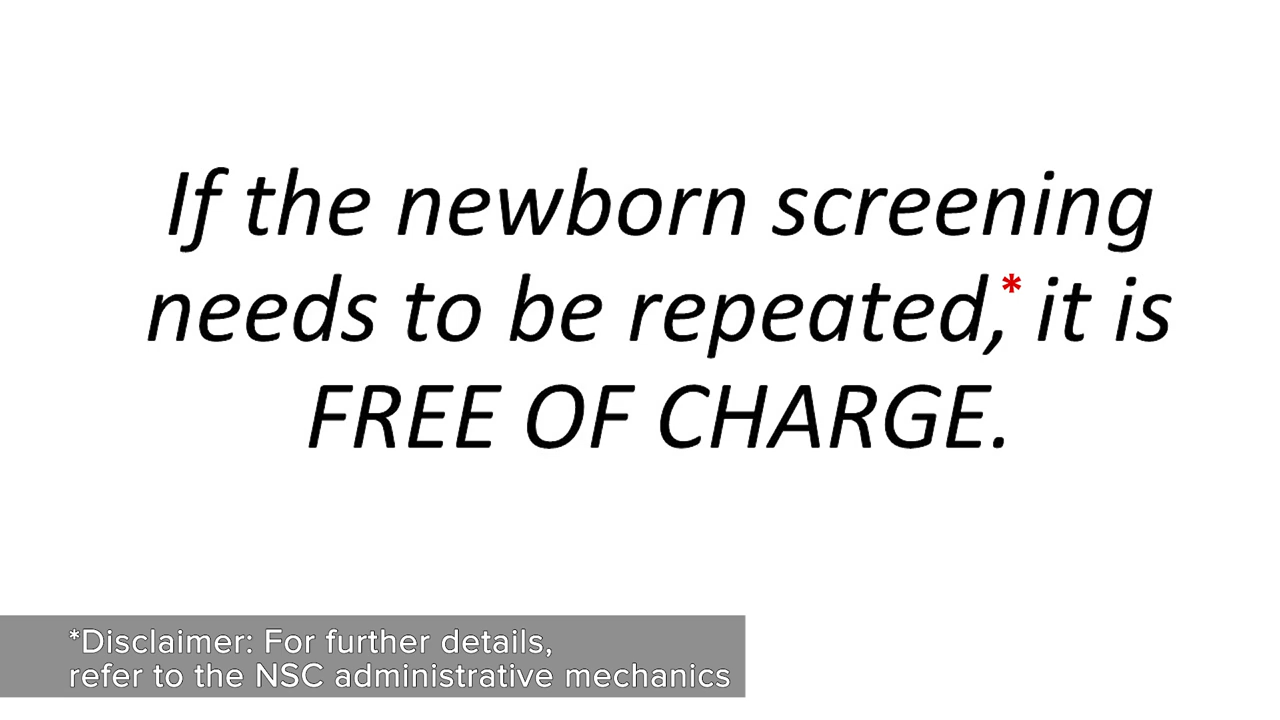 If the newborn screening
needs to be repeated,* it is
FREE OF CHARGE.
*Disclaimer: For further details,
refer to the NSC administrative mechanics